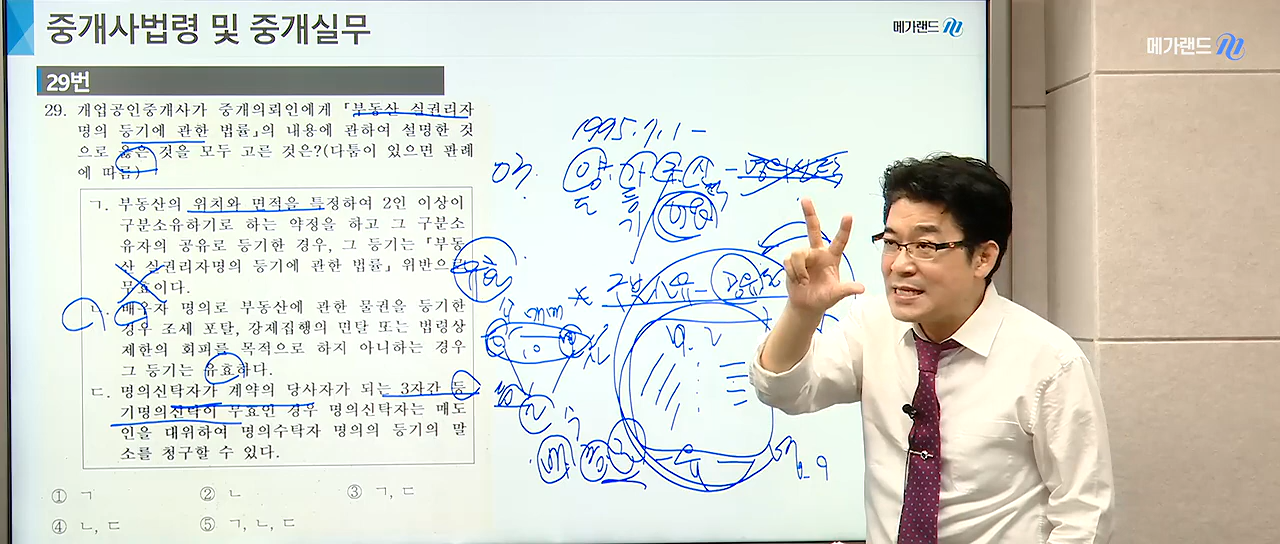 중개사법령 및 중개실무
메가랜드
메가랜드
29번
29. 개업공인중개사가 중개의뢰인에게 「부동산 실권리자
명의 등기에 관한 법률」의 내용에 관하여 설명한 것
으로 옳은 것을 모두 고른 것은?(다툼이 있으면 판례
에 따름)
ㄱ. 부동산의 위치와 면적을 특정하여 2인 이상이
구분소유하기로 하는 약정을 하고 그 구분소
유자의 공유로 등기한 경우, 그 등기는 「부동
산 실권리자명의 등기에 관한 법률」 위반으로
무효이다.
ㄴ. 배우자 명의로 부동산에 관한 물권을 등기한
경우 조세 포탈, 강제집행의 면탈 또는 법령상
제한의 회피를 목적으로 하지 아니하는 경우
그 등기는 유효하다.
ㄷ. 명의신탁자가 계약의 당사자가 되는 3자간 등
기명의신탁이 무효인 경우 명의신탁자는 매도
인을 대위하여 명의수탁자 명의의 등기의 말
소를 청구할 수 있다.
① ㄱ ② ㄴ ③ ㄱ, ㄷ
④ ㄴ, ㄷ ⑤ ㄱ, ㄴ, ㄷ
1995.7.1 -
양 가
유효
매매